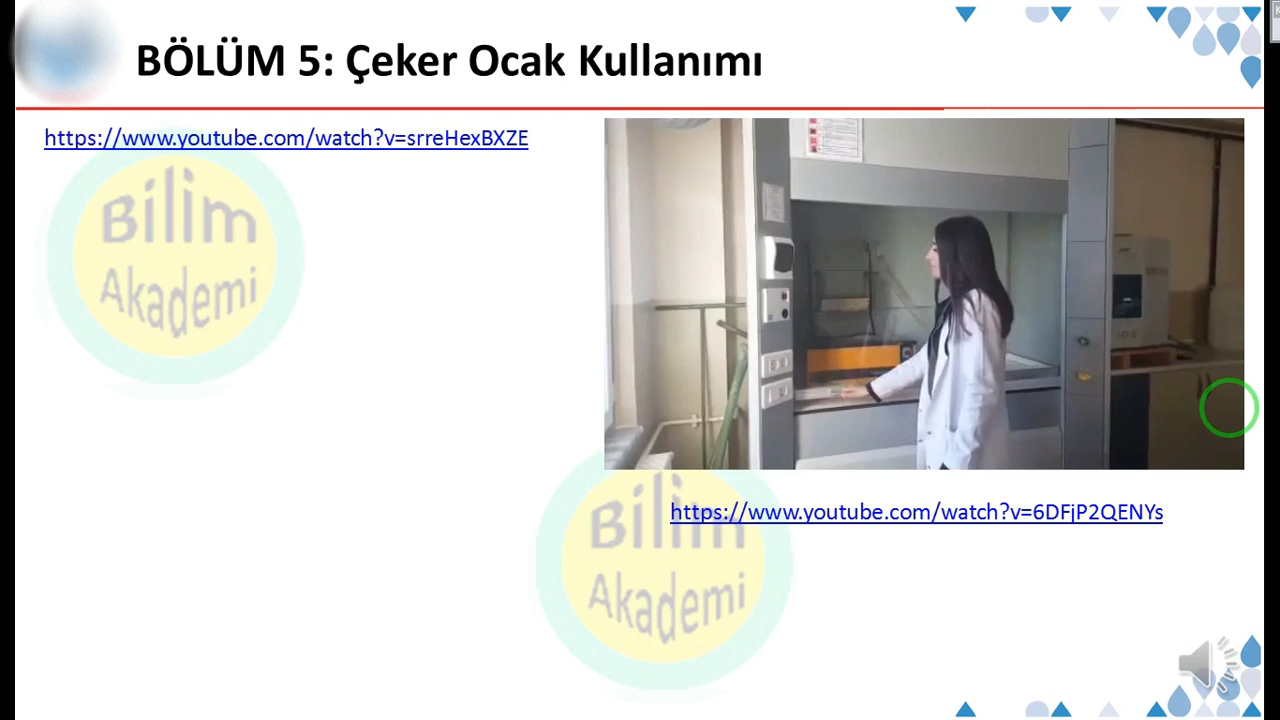 BÖLÜM 5: Çeker Ocak Kullanımı
https://www.youtube.com/watch?v=srreHexBXZE
Bilim
Akademi
https://www.youtube.com/watch?v=6DFjP2QENYs
Bilim
Akademi